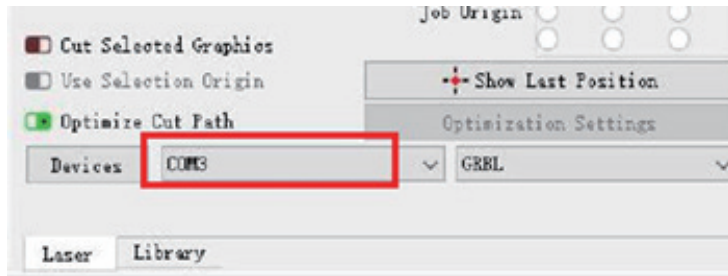 Job Origin
Cut Selected Graphics
Use Selection Origin
Show Last Position
Optimize Cut Path
Optimization Settings
Devices COM3 GRBL
Laser Library